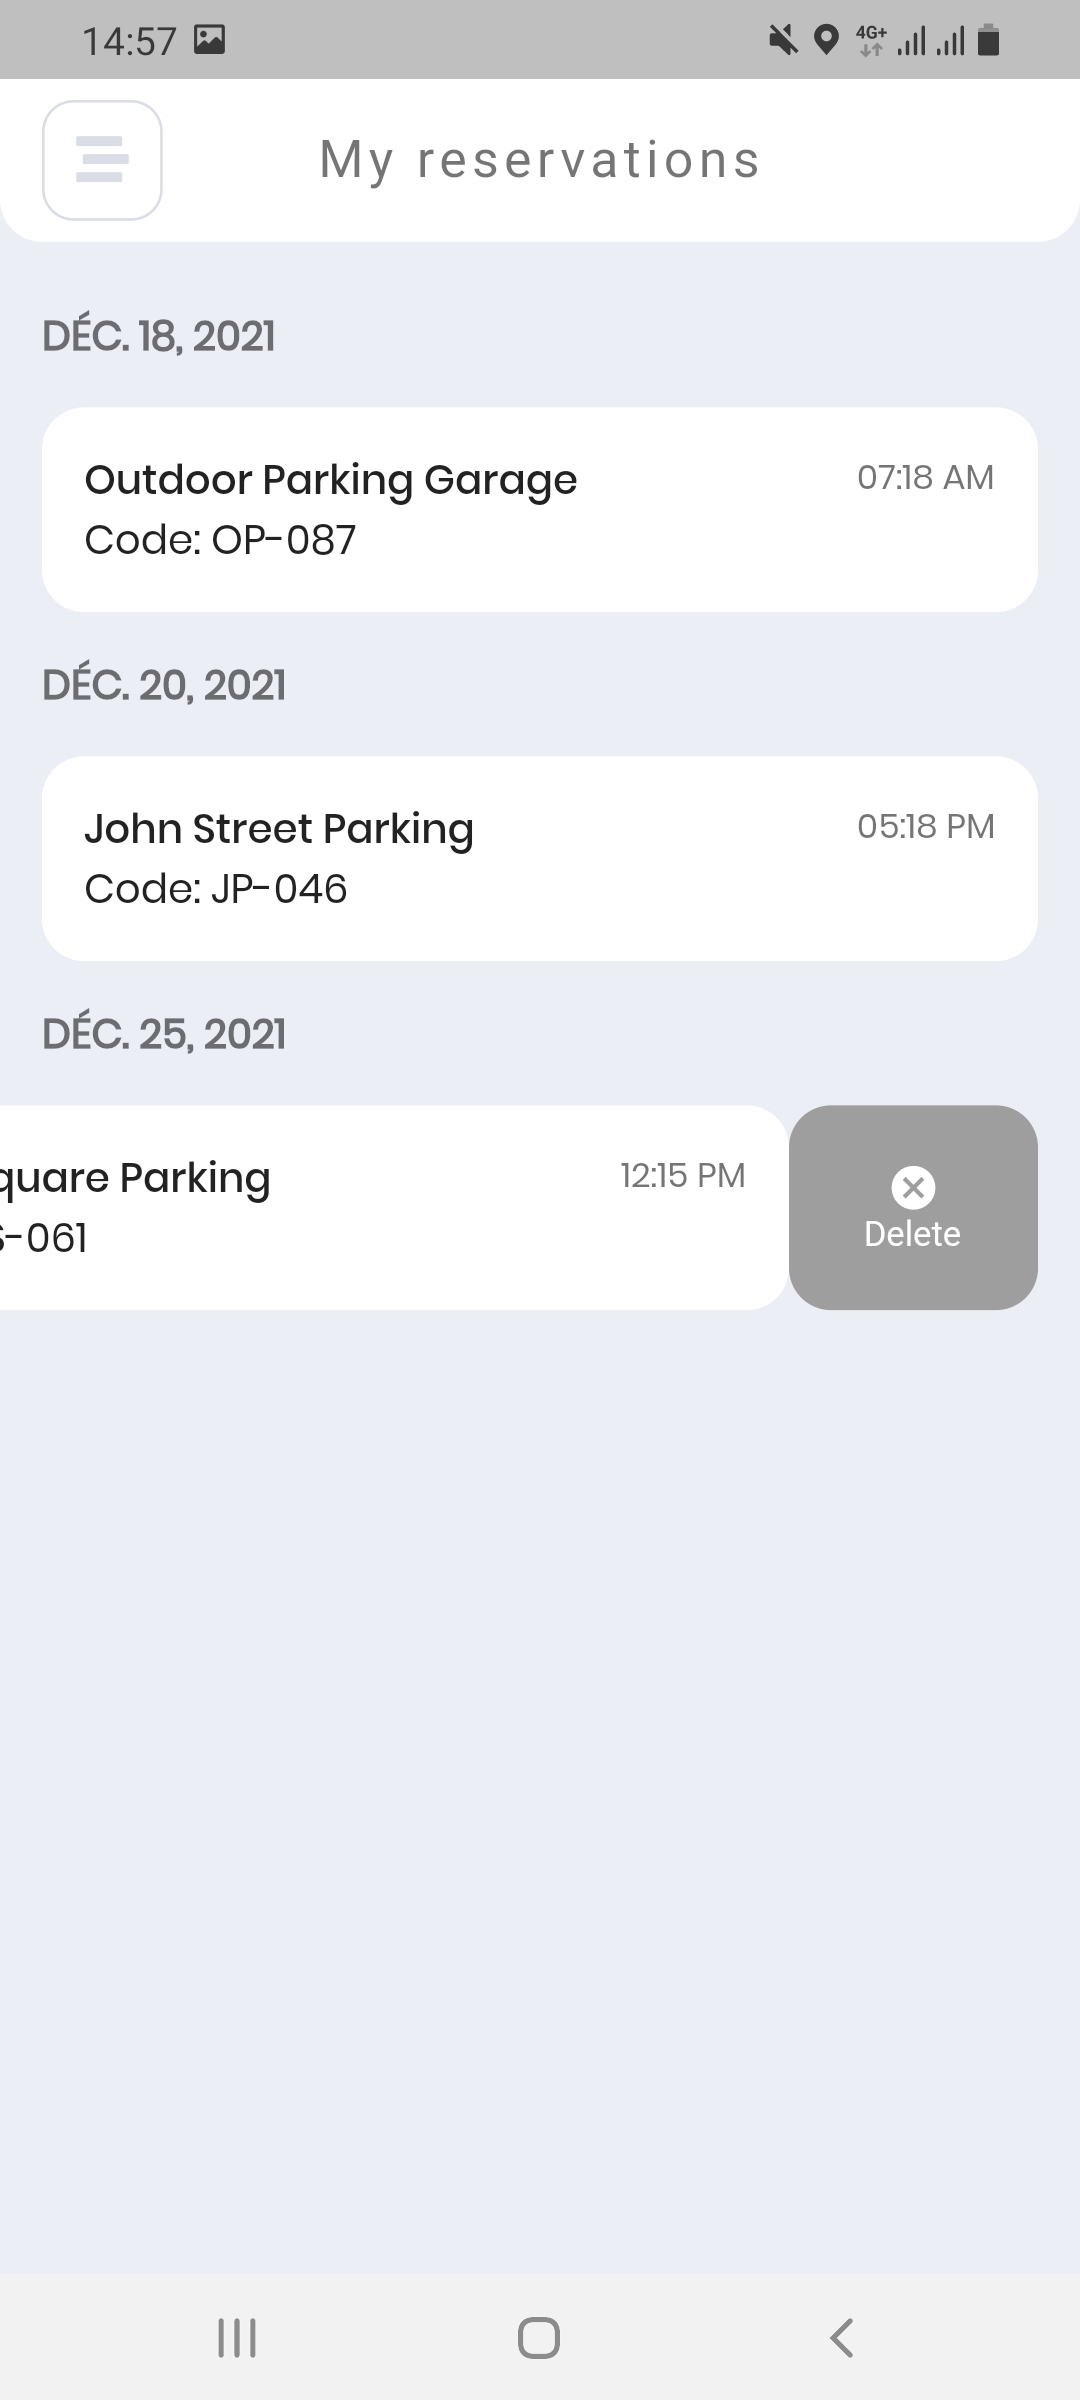 14:57
4G+
My reservations
DÉC. 18, 2021
Outdoor Parking Garage
07:18 AM
Code: OP-087
DÉC. 20, 2021
John Street Parking
05:18 PM
Code: JP-046
DÉC. 25, 2021
quare Parking
12:15 PM
S-061
Delete